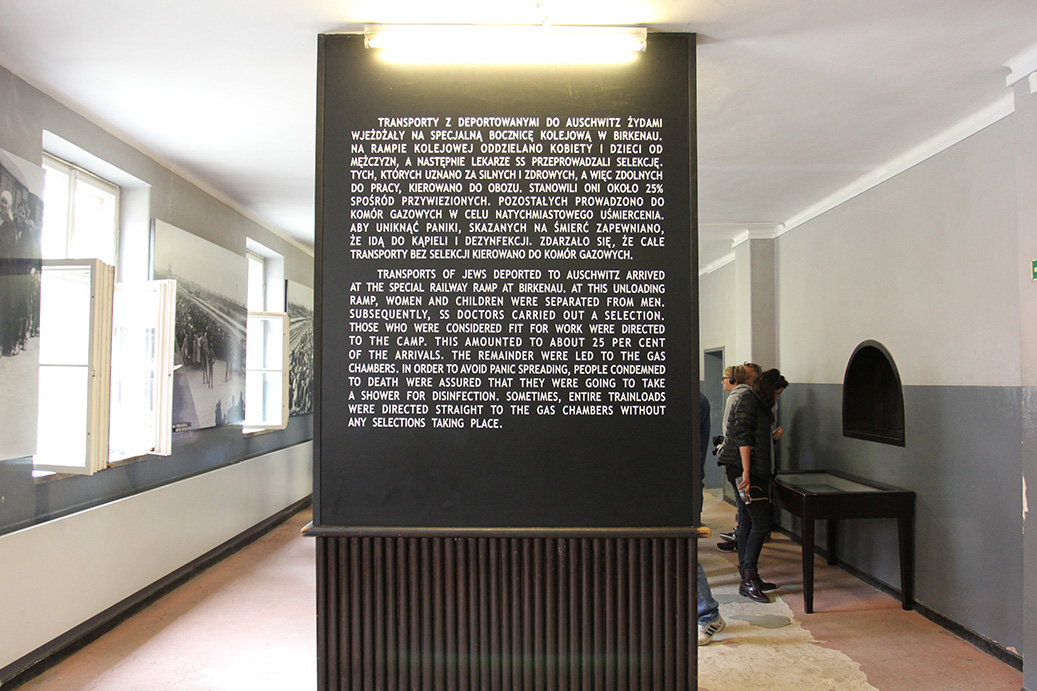 TRANSPORTY Z DEPORTOWANYMI DO AUSCHWITZ ŻYDAMI
WJEŻDŻAŁY NA SPECJALNĄ BOCZNICĘ KOLEJOWĄ W BIRKENAU.
NA RAMPIE KOLEJOWEJ ODDZIELANO KOBIETY I DZIECI OD
MĘŻCZYZN, A NASTĘPNIE LEKARZE SS PRZEPROWADZALI SELEKCJĘ.
TYCH, KTÓRYCH UZNANO ZA SILNYCH I ZDROWYCH, A WIĘC ZDOLNYCH
DO PRACY, KIEROWANO DO OBOZU. STANOWILI ONI OKOŁO 25%
SPOŚRÓD PRZYWIEZIONYCH. POZOSTAŁYCH PROWADZONO DO
KOMÓR GAZOWYCH W CELU NATYCHMIASTOWEGO UŚMIERCENIA.
ABY UNIKNĄĆ PANIKI, SKAZANYCH NA ŚMIERĆ ZAPEWNIANO,
ŻE IDĄ DO KĄPIELI I DEZYNFEKCJI. ZDARZAŁO SIĘ, ŻE CAŁE
TRANSPORTY BEZ SELEKCJI KIEROWANO DO KOMÓR GAZOWYCH.
TRANSPORTS OF JEWS DEPORTED TO AUSCHWITZ ARRIVED
AT THE SPECIAL RAILWAY RAMP AT BIRKENAU. AT THIS UNLOADING
RAMP, WOMEN AND CHILDREN WERE SEPARATED FROM MEN.
SUBSEQUENTLY, SS DOCTORS CARRIED OUT A SELECTION.
THOSE WHO WERE CONSIDERED FIT FOR WORK WERE DIRECTED
TO THE CAMP. THIS AMOUNTED TO ABOUT 25 PER CENT
OF THE ARRIVALS. THE REMAINDER WERE LED TO THE GAS
CHAMBERS. IN ORDER TO AVOID PANIC SPREADING, PEOPLE CONDEMNED
TO DEATH WERE ASSURED THAT THEY WERE GOING TO TAKE
A SHOWER FOR DISINFECTION. SOMETIMES, ENTIRE TRAINLOADS
WERE DIRECTED STRAIGHT TO THE GAS CHAMBERS WITHOUT
ANY SELECTIONS TAKING PLACE.